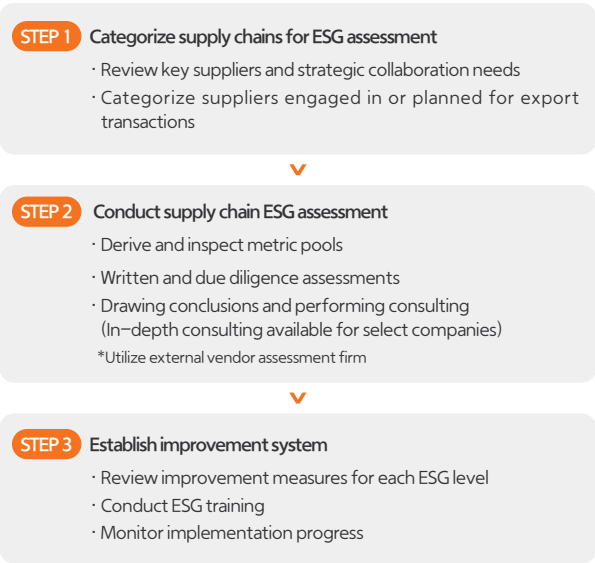 STEP 1 Categorize supply chains for ESG assessment
· Review key suppliers and strategic collaboration needs
· Categorize suppliers engaged in or planned for export
transactions
STEP 2 Conduct supply chain ESG assessment
· Derive and inspect metric pools
· Written and due diligence assessments
· Drawing conclusions and performing consulting
(In-depth consulting available for select companies)
*Utilize external vendor assessment firm
STEP 3 Establish improvement system
· Review improvement measures for each ESG level
· Conduct ESG training
· Monitor implementation progress